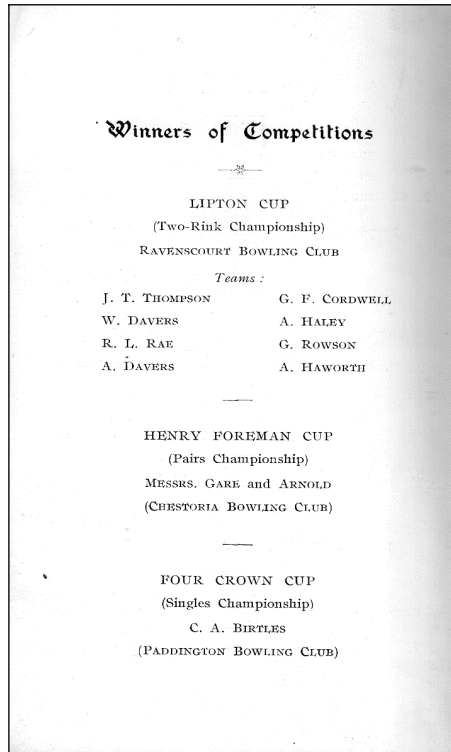 Winners of Competitions
LIPTON CUP
(Two-Rink Championship)
RAVENSCOURT BOWLING CLUB
Teams :
J. T. THOMPSON G. F. CORDWELL
W. DAVERS A. HALEY
R. L. RAE G. ROWSON
A. DAVERS A. HAWORTH
HENRY FOREMAN CUP
(Pairs Championship)
MESSRS. GARE and ARNOLD
(CHESTORIA BOWLING CLUB)
FOUR CROWN CUP
(Singles Championship)
C. A. BIRTLES
(PADDINGTON BOWLING CLUB)